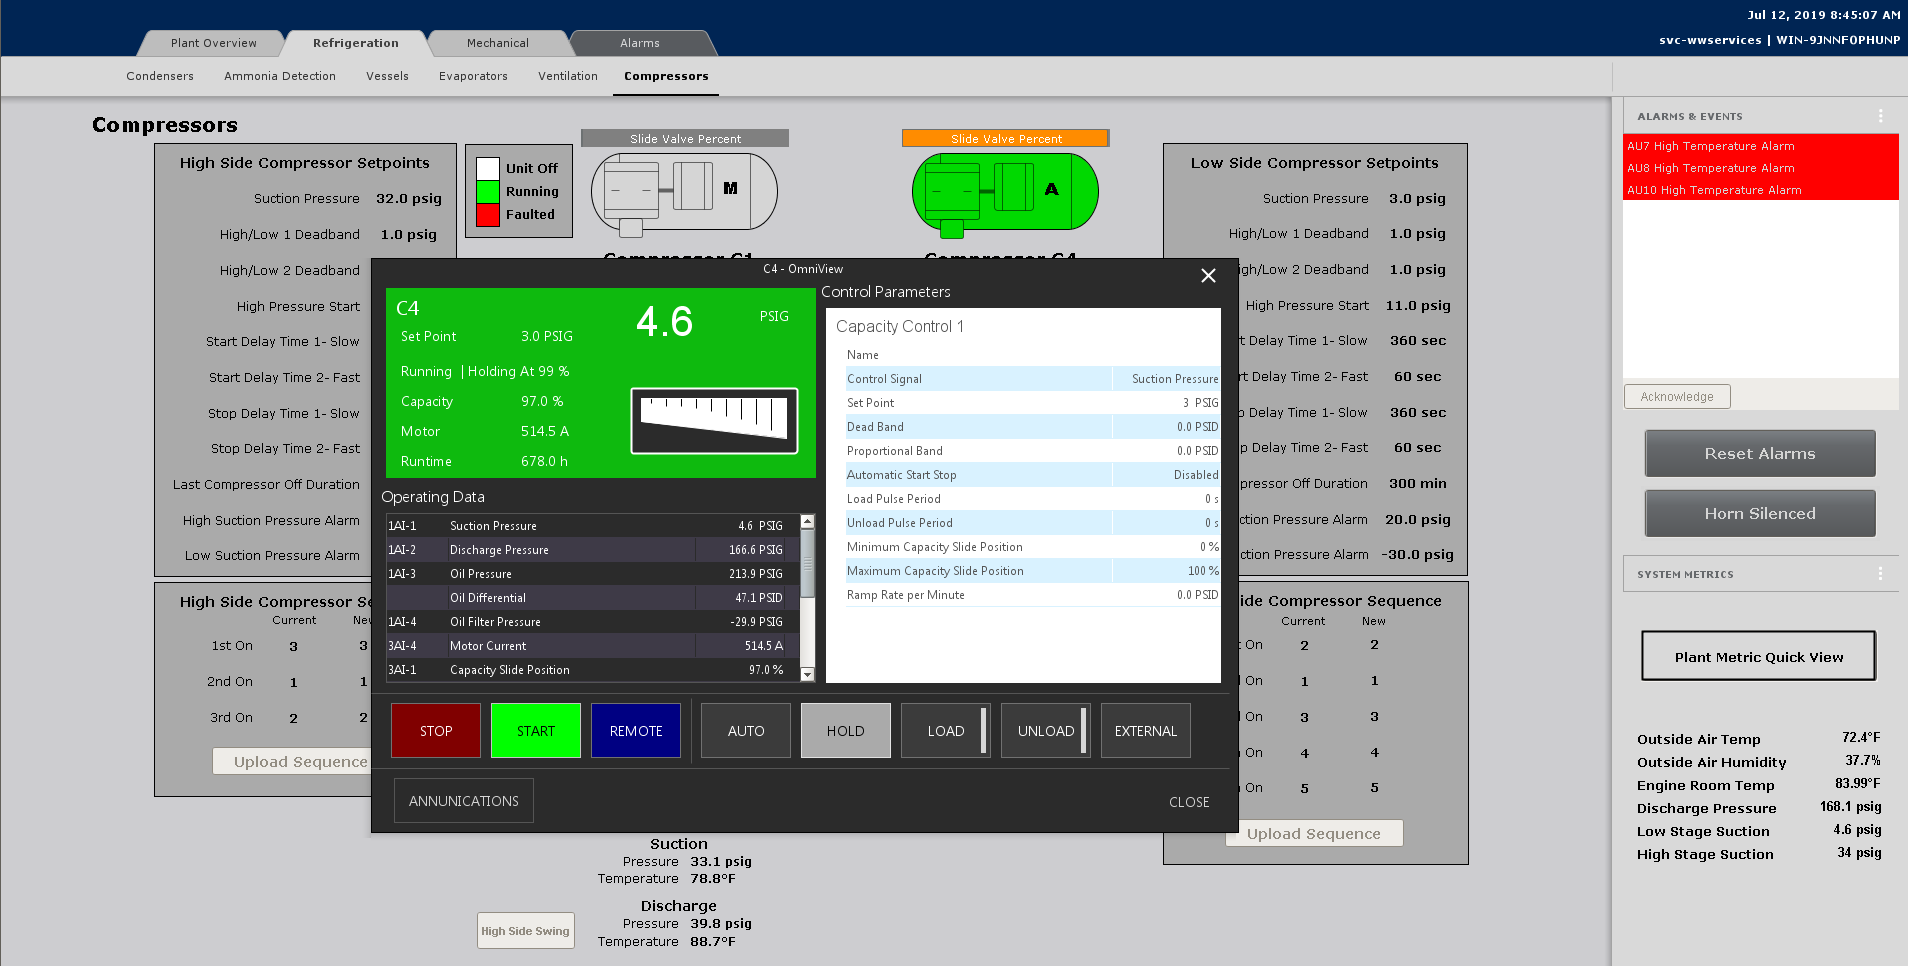 Jul 12, 2019 8:45:07 AM
svc-wwservices | WIN-9JNNFOPHUNP
Plant Overview
Refrigeration
Mechanical
Alarms
Condensers
Ammonia Detection
Vessels
Evaporators
Ventilation
Compressors
Compressors
High Side Compressor Setpoints
Suction Pressure 32.0 psig
High/Low 1 Deadband 1.0 psig
High/Low 2 Deadband
High Pressure Start
Start Delay Time 1- Slow
Start Delay Time 2- Fast
Stop Delay Time 1- Slow
Stop Delay Time 2- Fast
Last Compressor Off Duration
High Suction Pressure Alarm
Low Suction Pressure Alarm
Unit Off
Running
Faulted
Slide Valve Percent
M
Slide Valve Percent
A
Low Side Compressor Setpoints
Suction Pressure 3.0 psig
High/Low 1 Deadband 1.0 psig
igh/Low 2 Deadband 1.0 psig
High Pressure Start 11.0 psig
rt Delay Time 1- Slow 360 sec
rt Delay Time 2- Fast 60 sec
p Delay Time 1- Slow 360 sec
p Delay Time 2- Fast 60 sec
pressor Off Duration 300 min
ction Pressure Alarm 20.0 psig
ction Pressure Alarm -30.0 psig
C4 - OmniView
C4
4.6
PSIG
Set Point 3.0 PSIG
Running | Holding At 99 %
Capacity 97.0 %
Motor 514.5 A
Runtime 678.0 h
Operating Data
1AI-1 Suction Pressure 4.6 PSIG
1AI-2 Discharge Pressure 166.6 PSIG
1AI-3 Oil Pressure 213.9 PSIG
Oil Differential 47.1 PSID
1AI-4 Oil Filter Pressure -29.9 PSIG
3AI-4 Motor Current 514.5 A
3AI-1 Capacity Slide Position 97.0 %
Control Parameters
Capacity Control 1
Name
Control Signal Suction Pressure
Set Point 3 PSIG
Dead Band 0.0 PSID
Proportional Band 0.0 PSID
Automatic Start Stop Disabled
Load Pulse Period 0 s
Unload Pulse Period 0 s
Minimum Capacity Slide Position 0 %
Maximum Capacity Slide Position 100 %
Ramp Rate per Minute 0.0 PSID
STOP
START
REMOTE
AUTO
HOLD
LOAD
UNLOAD
EXTERNAL
ANNUNICATIONS
CLOSE
High Side Compressor Se
Current Nev
1st On 3 3
2nd On 1 1
3rd On 2 2
Upload Sequence
ide Compressor Sequence
Current New
t On 2 2
On 1 1
On 3 3
On 4 4
On 5 5
Upload Sequence
Suction
Pressure 33.1 psig
Temperature 78.8°F
Discharge
Pressure 39.8 psig
Temperature 88.7°F
High Side Swing
ALARMS & EVENTS
AU7 High Temperature Alarm
AU8 High Temperature Alarm
AU10 High Temperature Alarm
Acknowledge
Reset Alarms
Horn Silenced
SYSTEM METRICS
Plant Metric Quick View
Outside Air Temp 72.4°F
Outside Air Humidity 37.7%
Engine Room Temp 83.99°F
Discharge Pressure 168.1 psig
Low Stage Suction 4.6 psig
High Stage Suction 34 psig